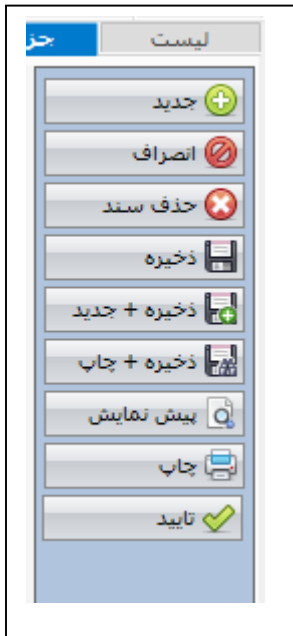 لیست
جز
جدید
انصراف
حذف سند
ذخیره
ذخیره + جدید
ذخیره + چاپ
پیش نمایش
چاپ
تایید